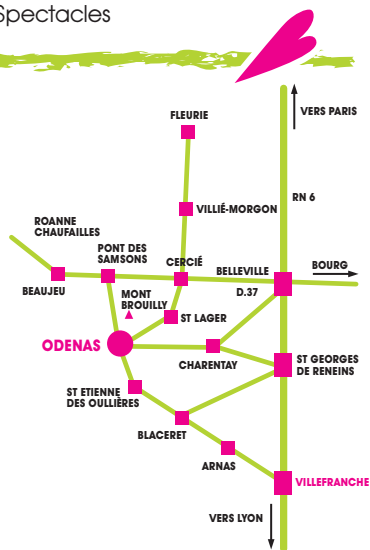 Spectacles
FLEURIE
VERS PARIS
RN 6
VILLIÉ-MORGON
ROANNE
CHAUFAILLES
PONT DES
SAMSONS
CERCIÉ
BELLEVILLE
BOURG
BEAUJEU
D.37
MONT
BROUILLY
ST LAGER
ODENAS
CHARENTAY
ST GEORGES
DE RENEINS
ST ETIENNE
DES OULLIÈRES
BLACERET
ARNAS
VILLEFRANCHE
VERS LYON